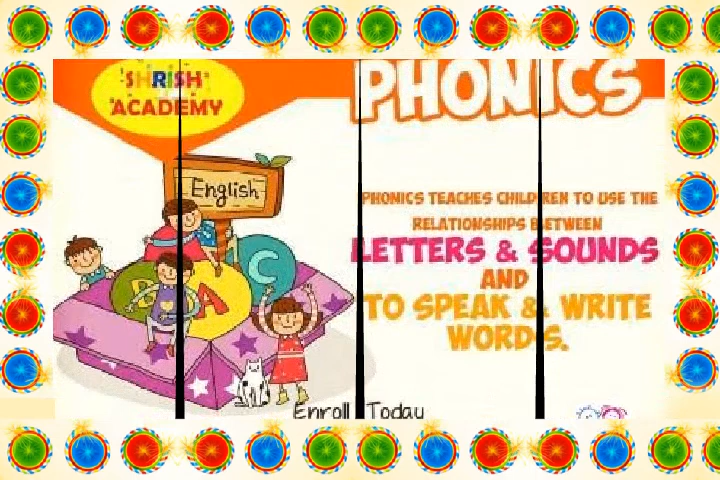 SHRISH
ACADEMY
PHONICS
English
B A C
PHONICS TEACHES CHILDREN TO USE THE
RELATIONSHIPS BETWEEN
LETTERS & SOUNDS
AND
TO SPEAK & WRITE
WORDS.
Enroll Today